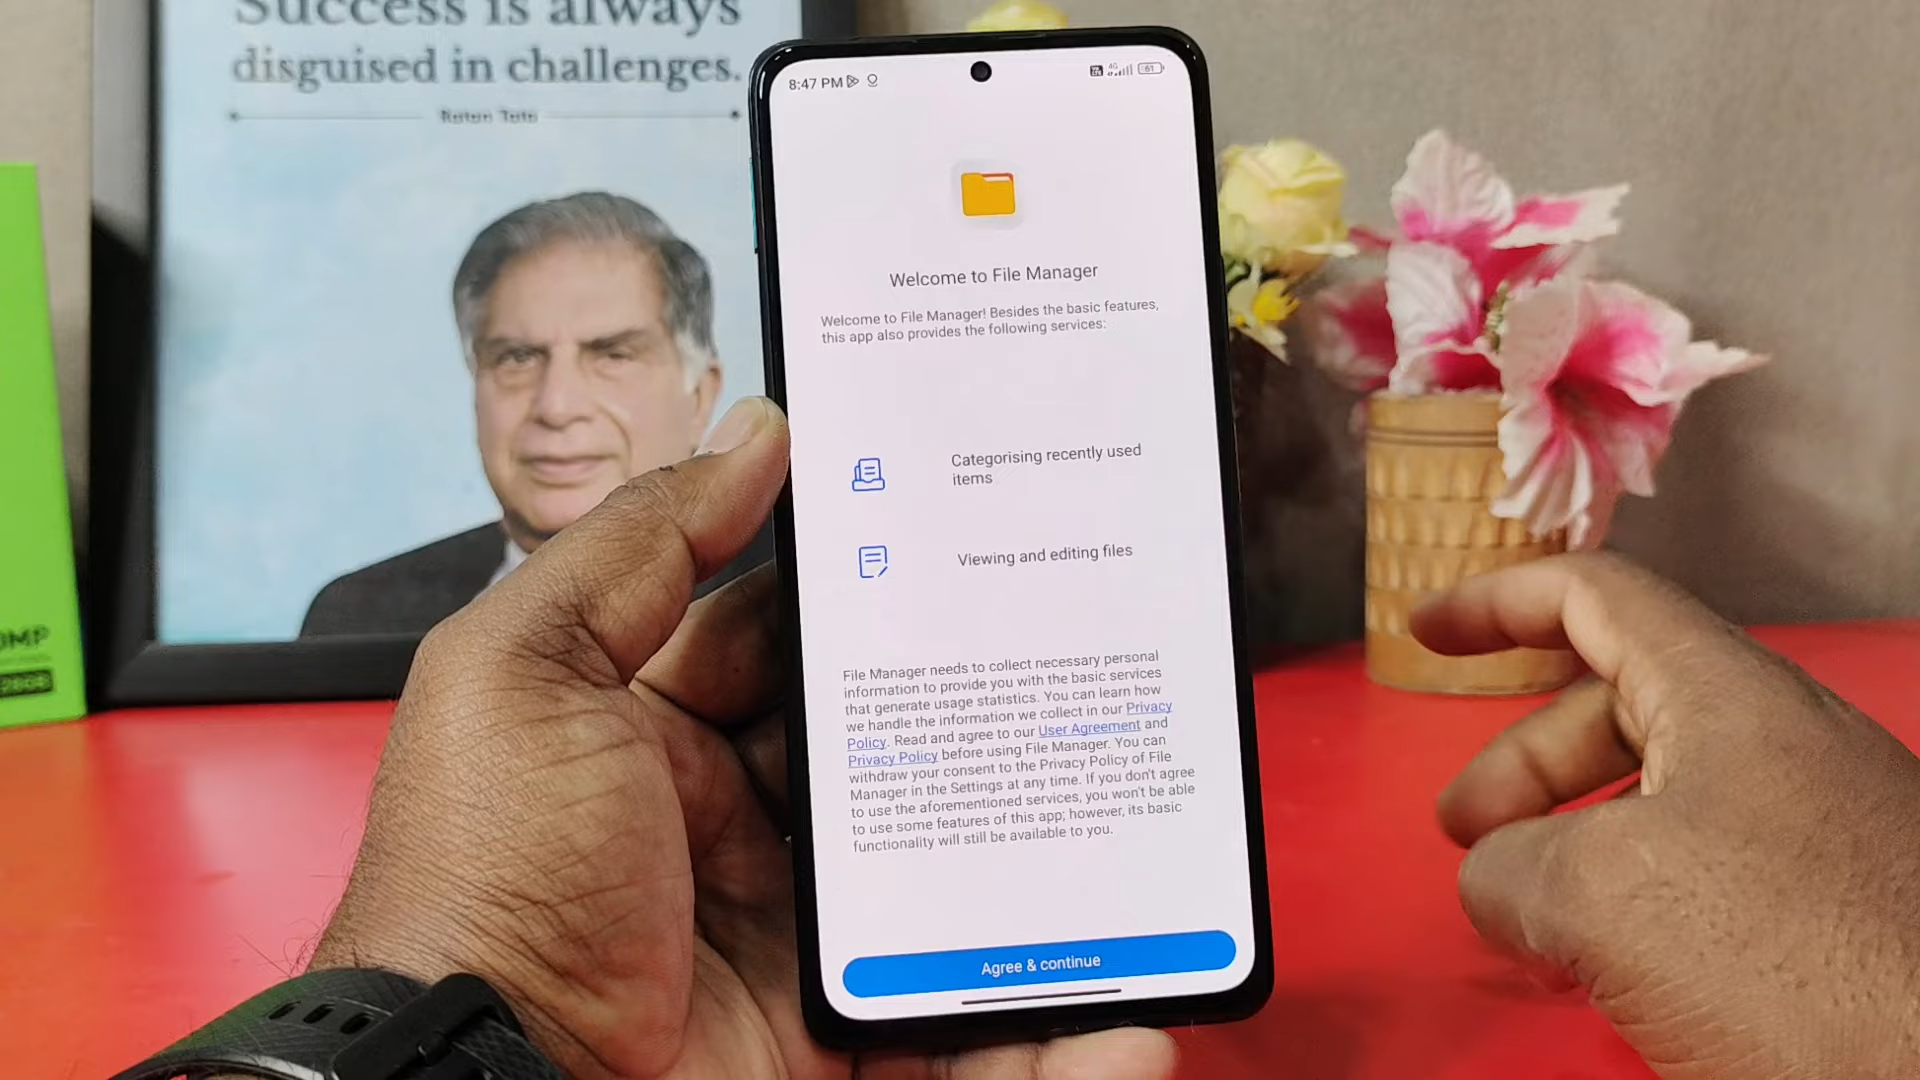 Success is always
disguised in challenges.
Ratan Tata
8:47 PM
4G
61
Welcome to File Manager
Welcome to File Manager! Besides the basic features,
this app also provides the following services:
Categorising recently used
items
Viewing and editing files
File Manager needs to collect necessary personal
information to provide you with the basic services
that generate usage statistics. You can learn how
we handle the information we collect in our Privacy
Policy. Read and agree to our User Agreement and
Privacy Policy before using File Manager. You can
withdraw your consent to the Privacy Policy of File
Manager in the Settings at any time. If you don't agree
to use the aforementioned services, you won't be able
to use some features of this app; however, its basic
functionality will still be available to you.
Agree & continue